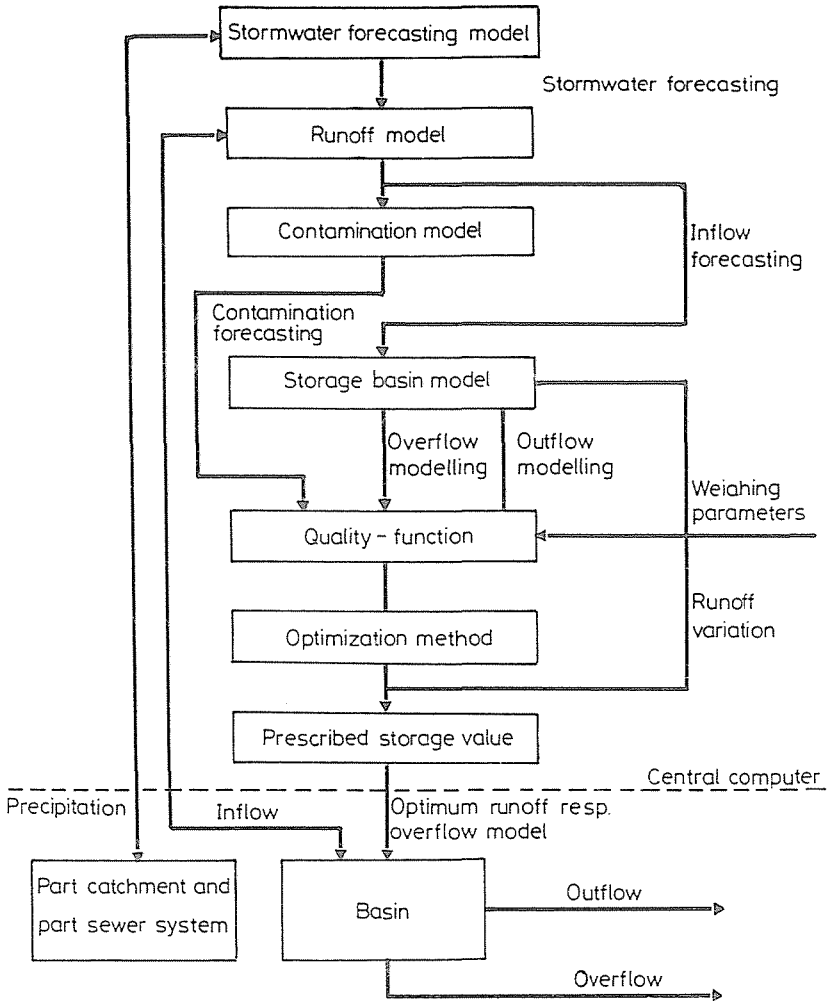 Stormwater forecasting model
Stormwater forecasting
Runoff model
Contamination model
Inflow
forecasting
Contamination
forecasting
Storage basin model
Overflow
modelling
Outflow
modelling
Weiahing
parameters
Quality - function
Runoff
variation
Optimization method
Prescribed storage value
Central computer
Precipitation
Inflow
Optimum runoff resp.
overflow model
Part catchment and
part sewer system
Basin
Outflow
Overflow